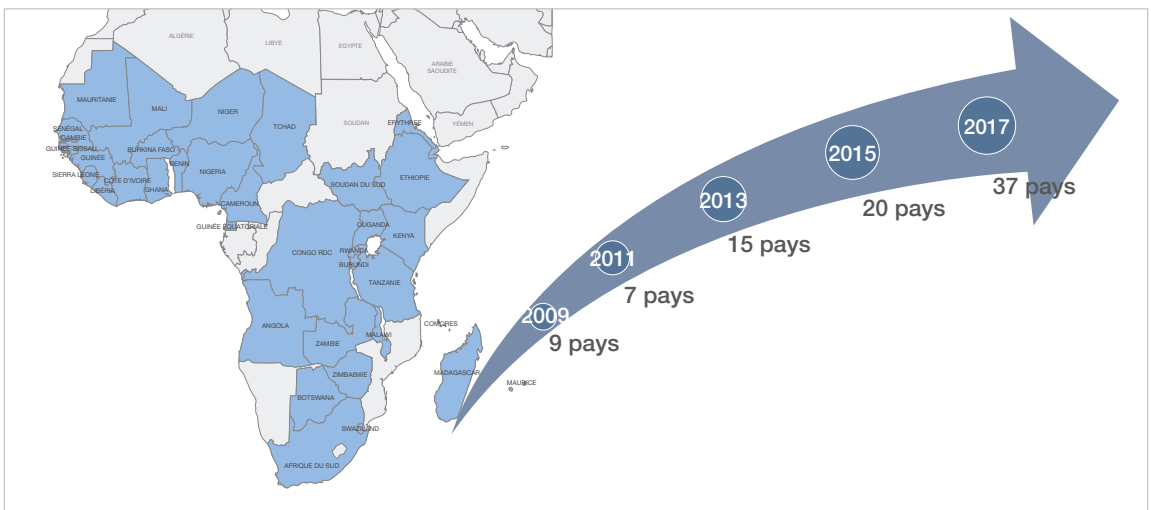 ALGÉRIE
LIBYE
EGYPTE
ARABIE
SAOUDITE
MAURITANIE
MALI
NIGER
TCHAD
SOUDAN
ERYTHRÉE
YÉMEN
SÉNÉGAL
GAMBIE
GUINÉE-BISSAU
GUINÉE
BURKINA FASO
BENIN
NIGERIA
SIERRA LEONE
CÔTE D'IVOIRE
LIBÉRIA
GHANA
SOUDAN DU SUD
ETHIOPIE
CAMEROUN
GUINÉE ÉQUATORIALE
OUGANDA
KENYA
CONGO RDC
RWANDA
BURUNDI
TANZANIE
ANGOLA
COMORES
MALAWI
ZAMBIE
ZIMBABWE
MADAGASCAR
MAURICE
BOTSWANA
SWAZILAND
AFRIQUE DU SUD
2009
9 pays
2011
7 pays
2013
15 pays
2015
20 pays
2017
37 pays